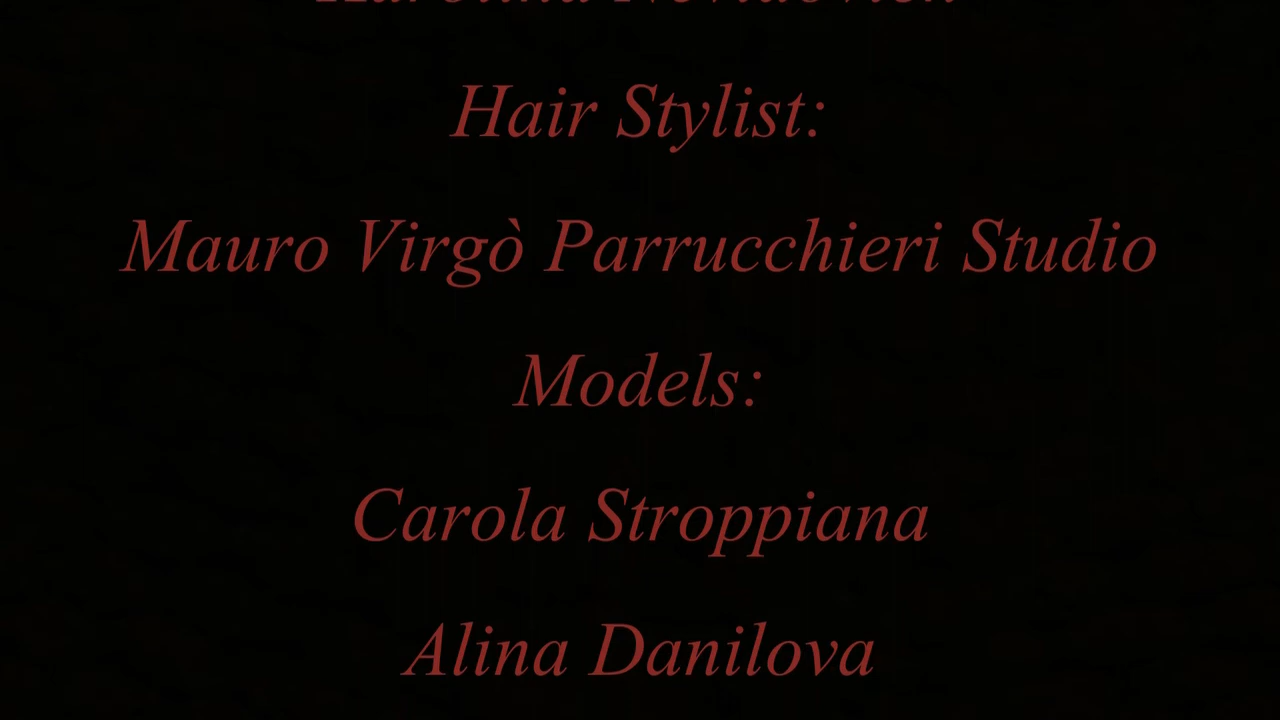 Hair Stylist:
Mauro Virgò Parrucchieri Studio
Models:
Carola Stroppiana
Alina Danilova